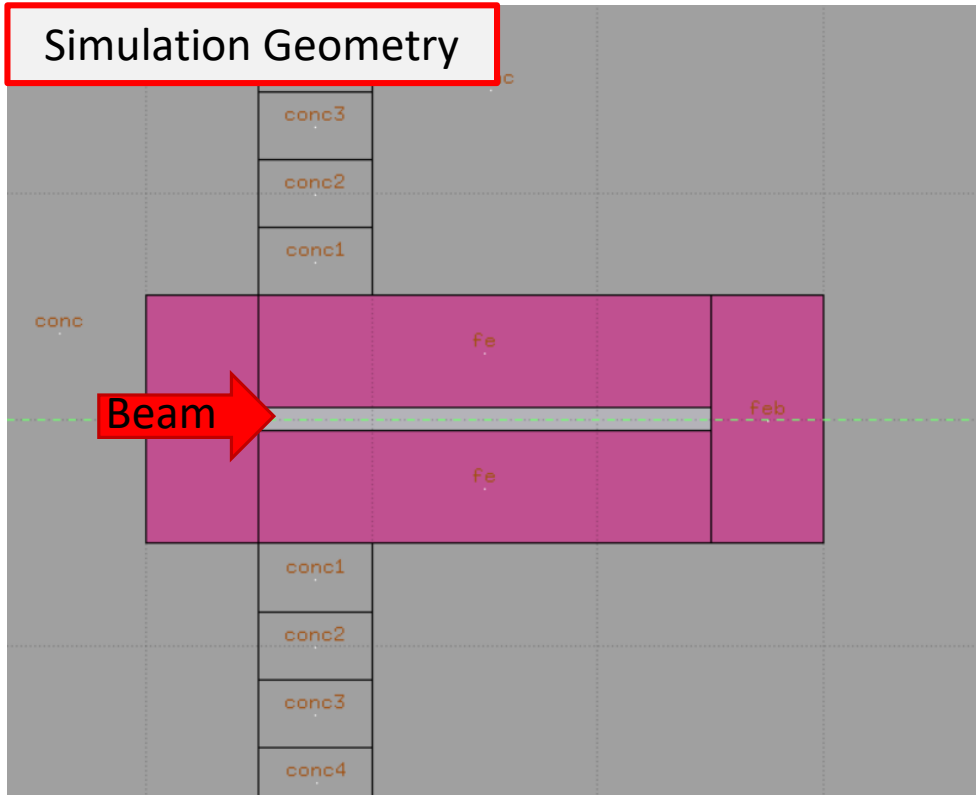 Simulation Geometry
conc3
conc2
conc1
conc
fe
Beam
feb
fe
conc1
conc2
conc3
conc4